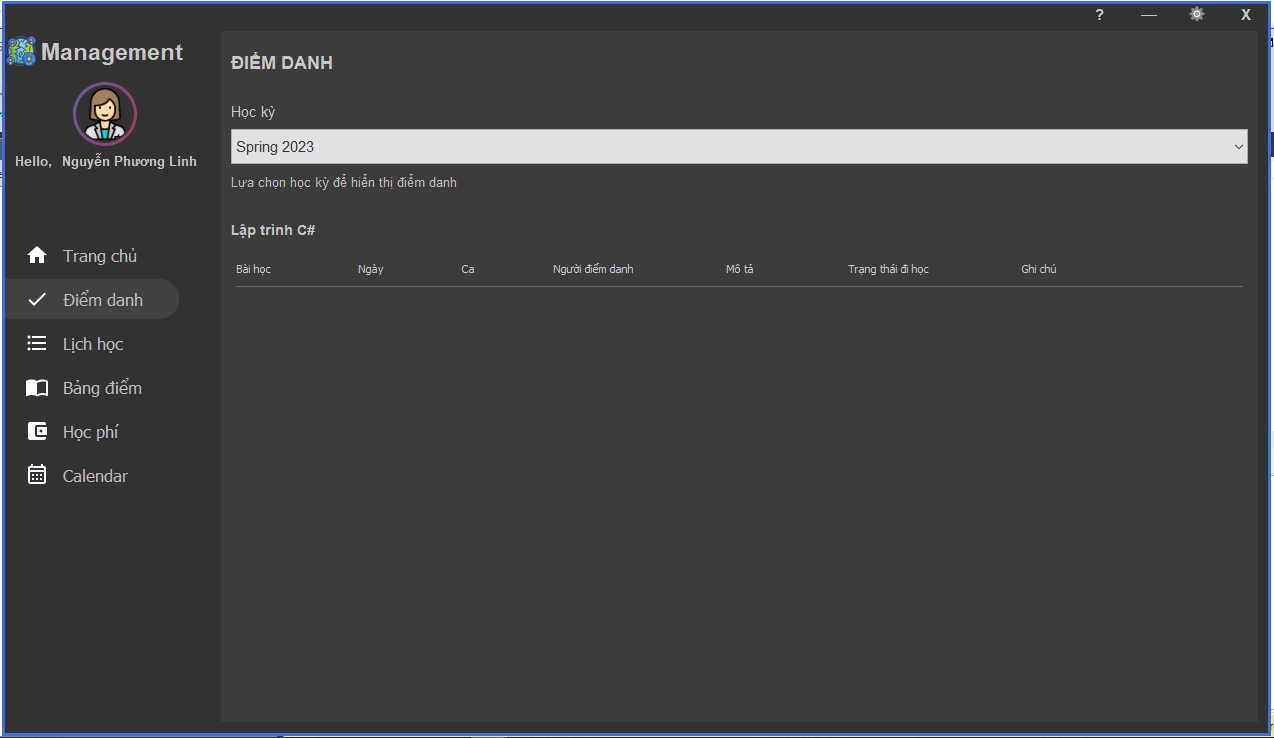 ? — X
Management
Hello, Nguyễn Phương Linh
Trang chủ
Điểm danh
Lịch học
Bảng điểm
Học phí
Calendar
ĐIỂM DANH
Học kỳ
Spring 2023
Lựa chọn học kỳ để hiển thị điểm danh
Lập trình C#
Bài học Ngày Ca Người điểm danh Mô tả Trạng thái đi học Ghi chú